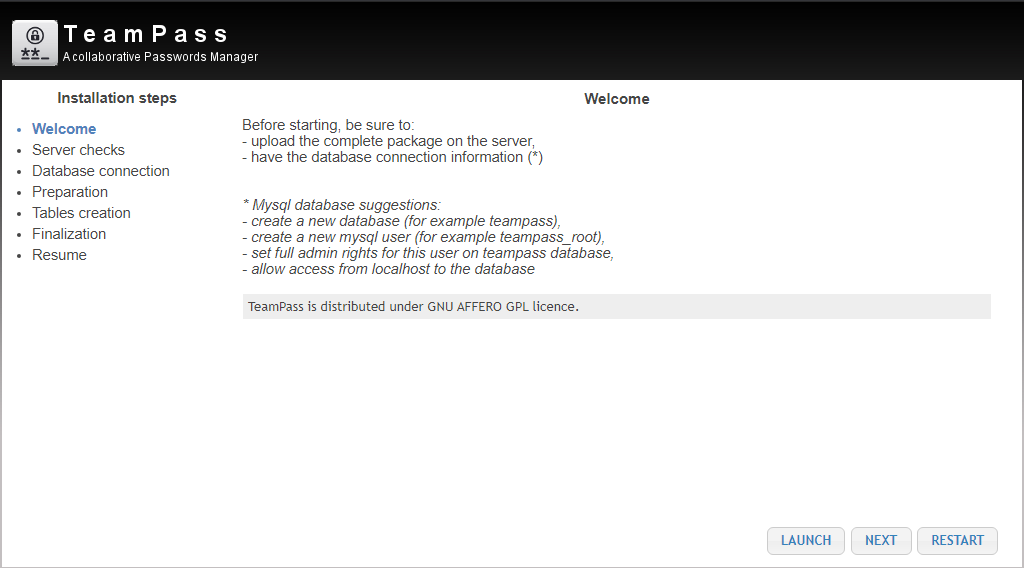 TeamPass
A collaborative Passwords Manager
Installation steps
• Welcome
• Server checks
• Database connection
• Preparation
• Tables creation
• Finalization
• Resume
Welcome
Before starting, be sure to:
- upload the complete package on the server,
- have the database connection information (*)
* Mysql database suggestions:
- create a new database (for example teampass),
- create a new mysql user (for example teampass_root),
- set full admin rights for this user on teampass database,
- allow access from localhost to the database
TeamPass is distributed under GNU AFFERO GPL licence.
LAUNCH NEXT RESTART